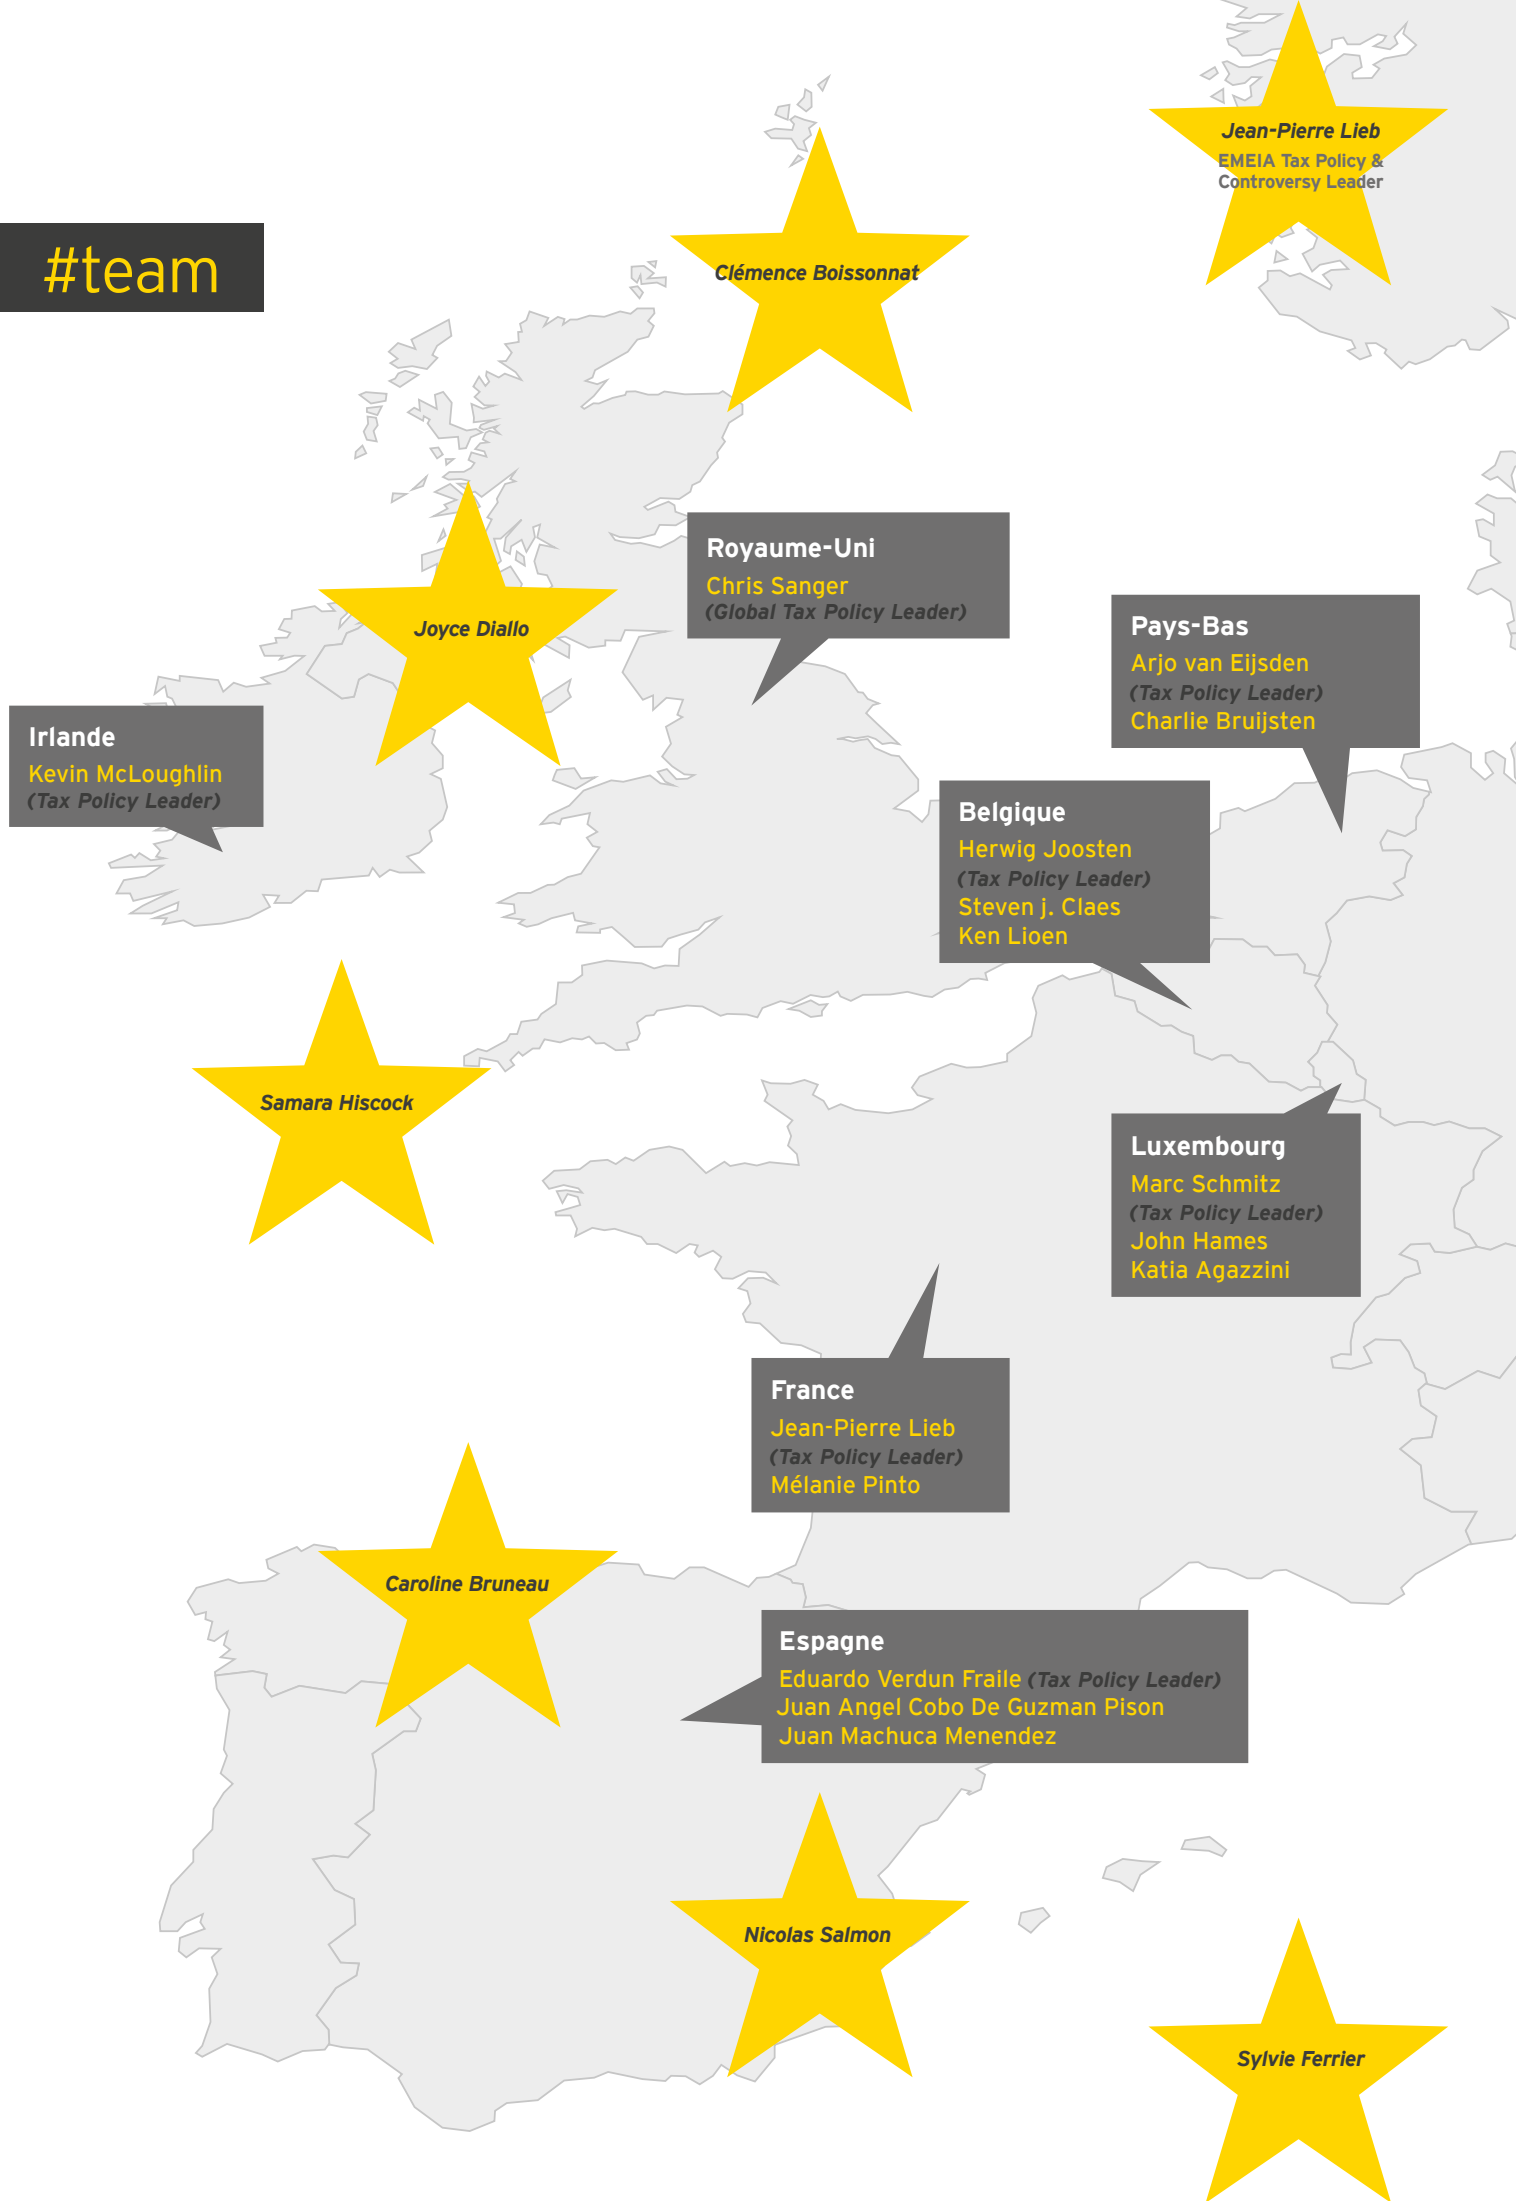 Jean-Pierre Lieb
EMEIA Tax Policy &
Controversy Leader
#team
Clémence Boissonnat
Royaume-Uni
Chris Sanger
(Global Tax Policy Leader)
Joyce Diallo
Pays-Bas
Arjo van Eijsden
(Tax Policy Leader)
Charlie Bruijsten
Irlande
Kevin McLoughlin
(Tax Policy Leader)
Belgique
Herwig Joosten
(Tax Policy Leader)
Steven j. Claes
Ken Lioen
Samara Hiscock
Luxembourg
Marc Schmitz
(Tax Policy Leader)
John Hames
Katia Agazzini
France
Jean-Pierre Lieb
(Tax Policy Leader)
Mélanie Pinto
Caroline Bruneau
Espagne
Eduardo Verdun Fraile (Tax Policy Leader)
Juan Angel Cobo De Guzman Pison
Juan Machuca Menendez
Nicolas Salmon
Sylvie Ferrier